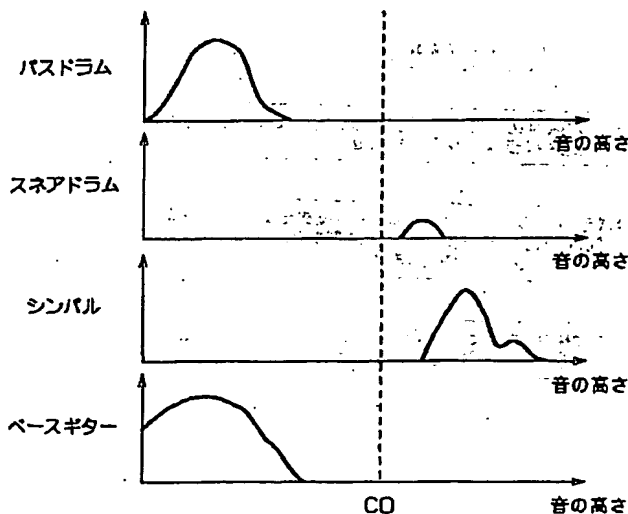 バスドラム
音の高さ
スネアドラム
音の高さ
シンバル
音の高さ
ベースギター
CO
音の高さ